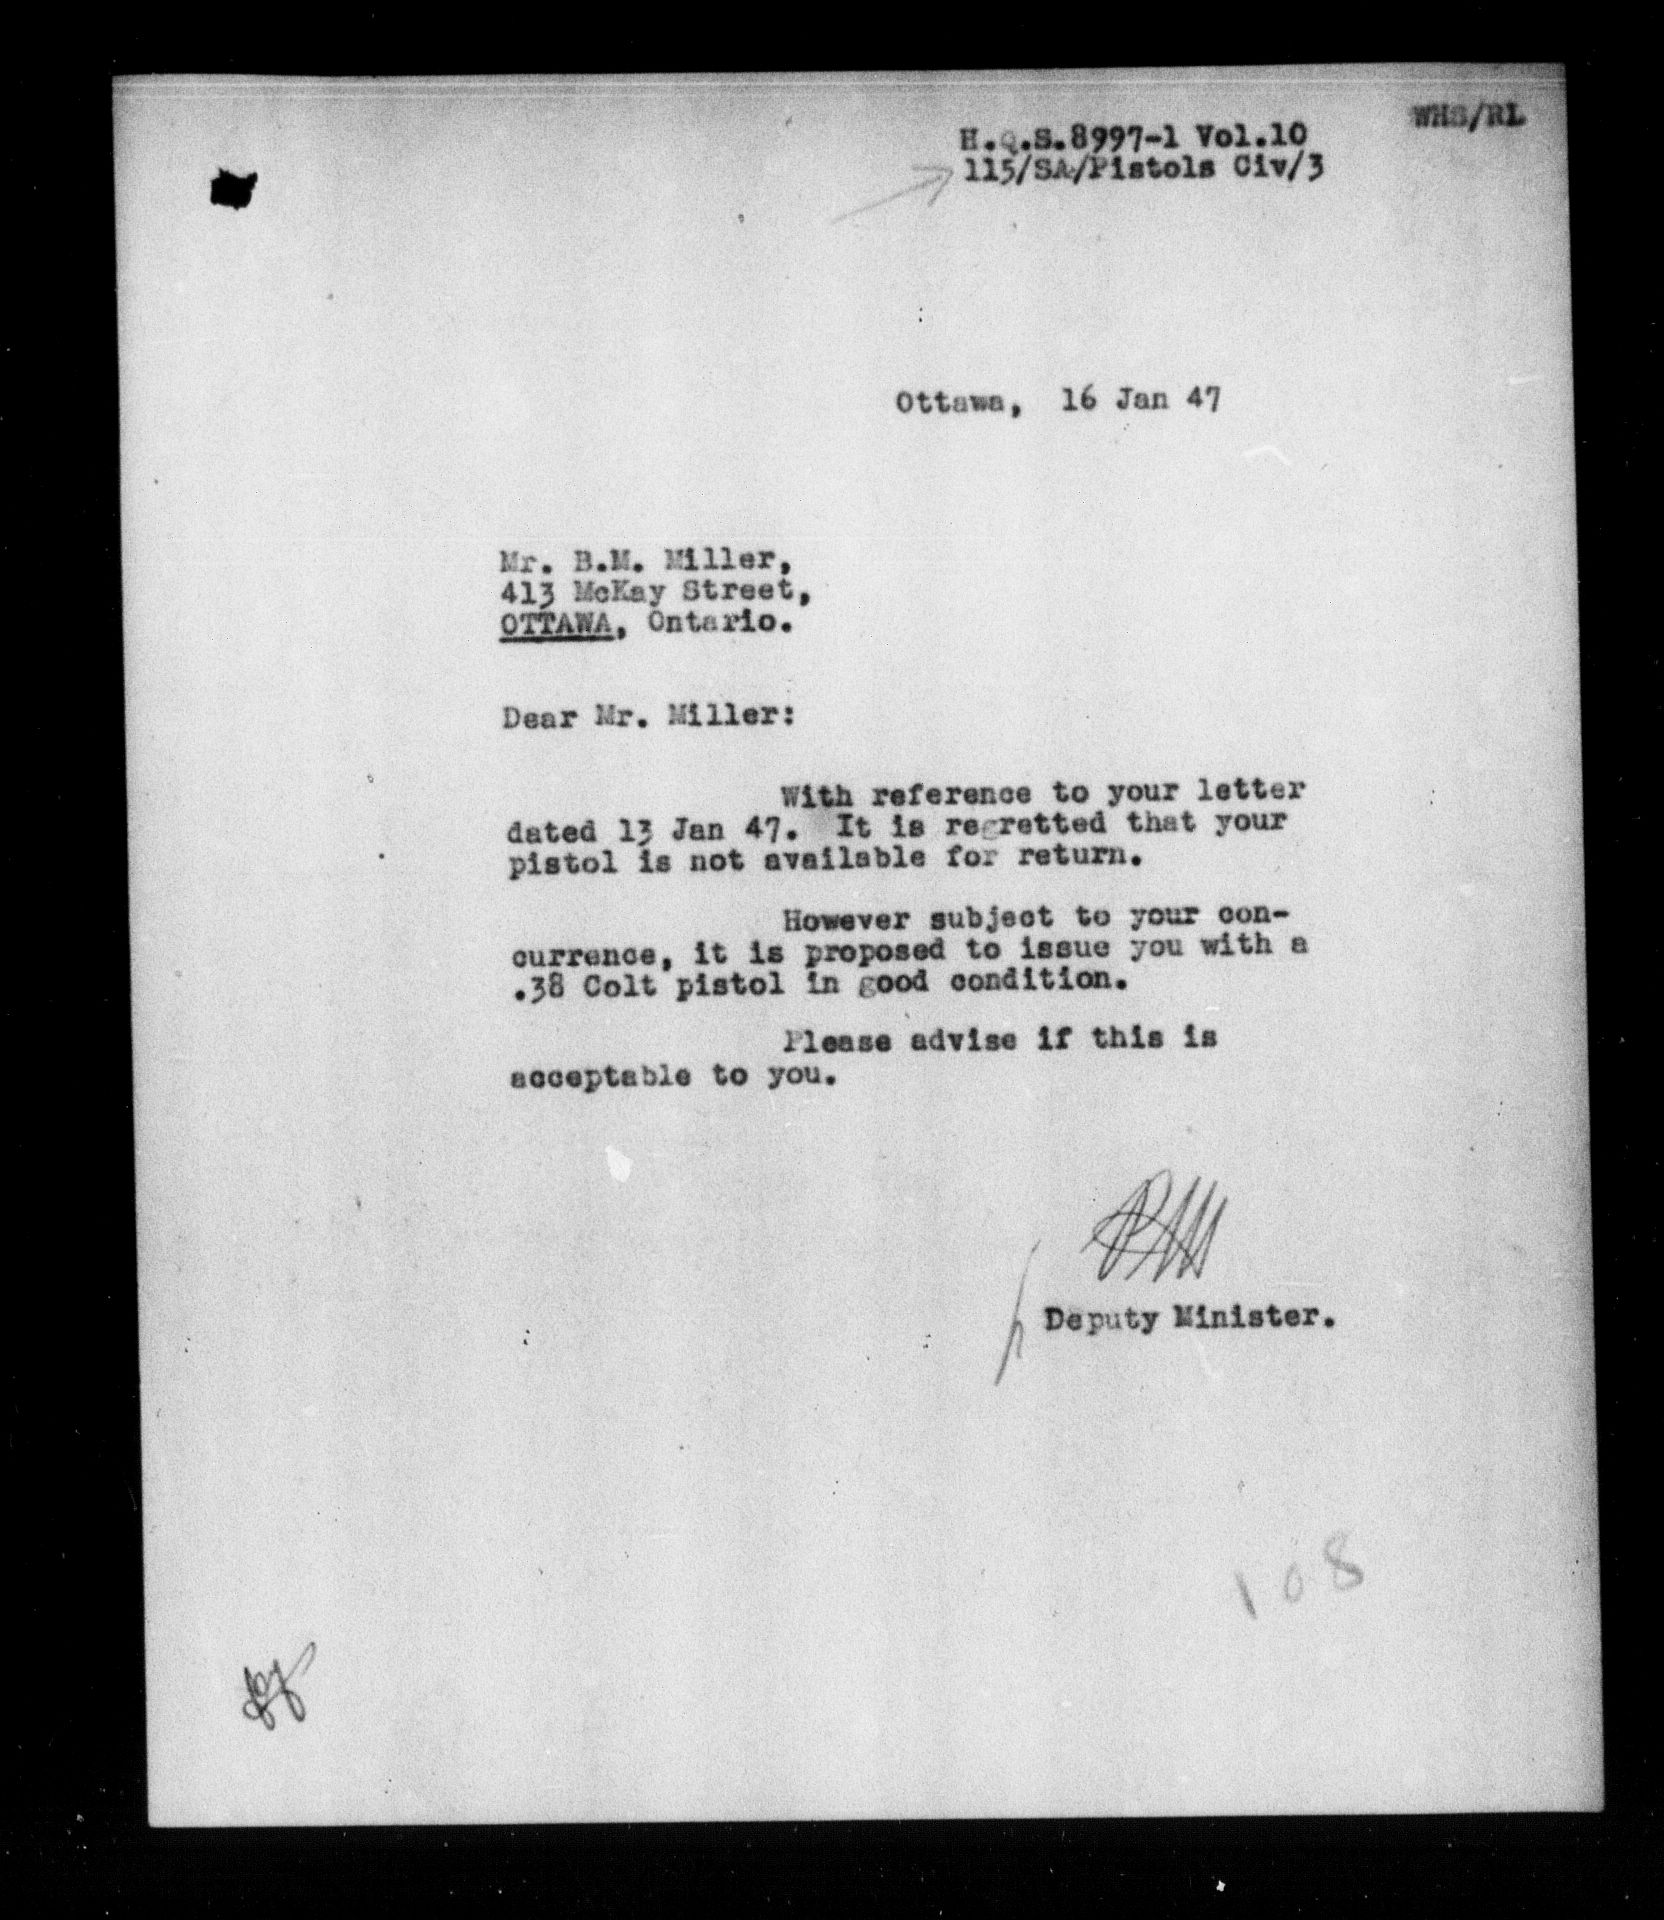 WHS/RL
H.Q.S.8997-1 Vol.10
115/SA/Pistols Civ/3
Ottawa, 16 Jan 47
Mr. B.M. Miller,
413 McKay Street,
OTTAWA, Ontario.
Dear Mr. Miller:
With reference to your letter
dated 13 Jan 47. It is regretted that your
pistol is not available for return.
However subject to your con-
currence, it is proposed to issue you with a
.38 Colt pistol in good condition.
Please advise if this is
acceptable to you.
Deputy Minister.
108